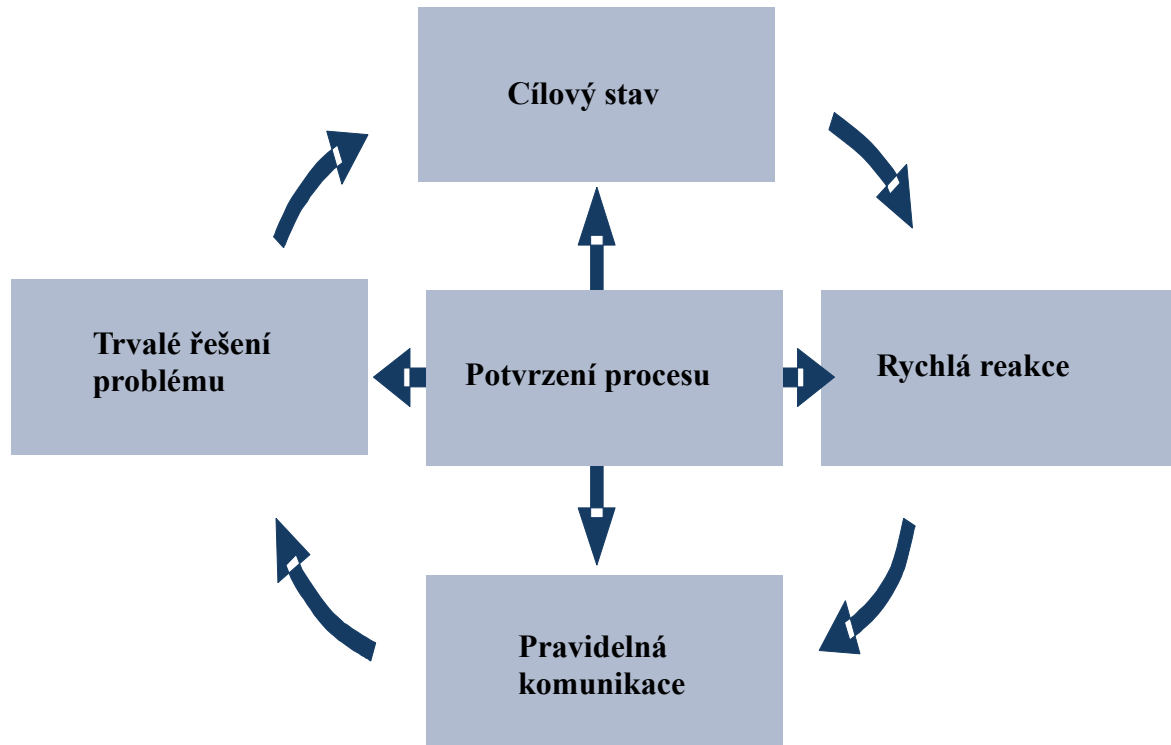 Cílový stav
Trvalé řešení
problému
Potvrzení procesu
Rychlá reakce
Pravidelná
komunikace